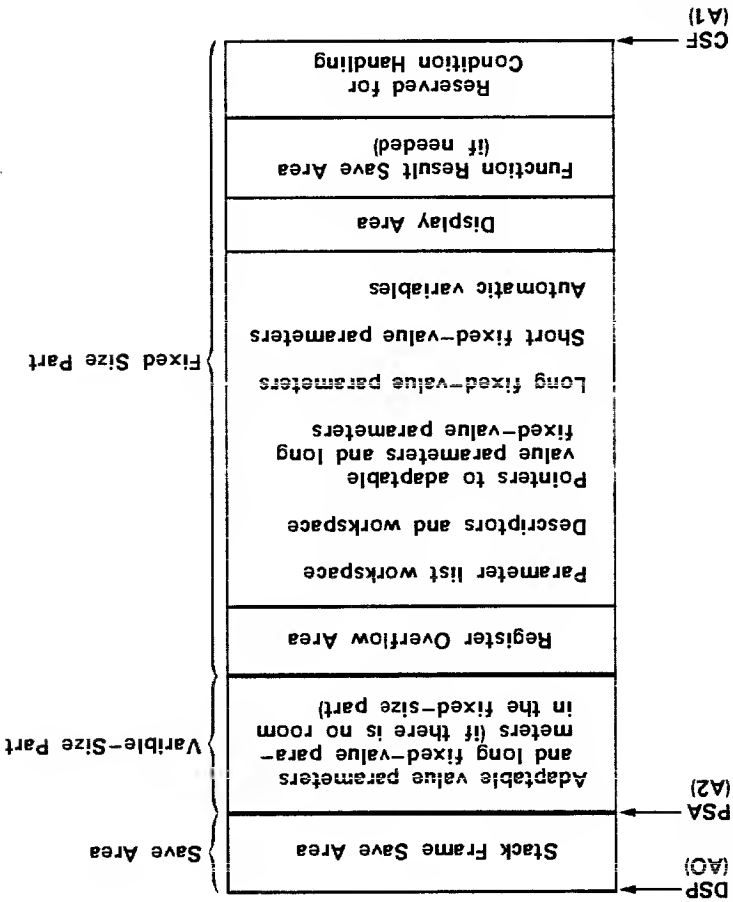 DSP
(A0)
Stack Frame Save Area
Save Area
PSA
(A2)
Adaptable value parameters
and long fixed-value para-
meters (if there is no room
in the fixed-size part)
Varible-Size Part
Register Overflow Area
Parameter list workspace
Descriptors and workspace
Pointers to adaptable
value parameters and long
fixed-value parameters
Long fixed-value parameters
Short fixed-value parameters
Automatic variables
Fixed Size Part
Display Area
Function Result Save Area
(if needed)
Reserved for
Condition Handling
CSF
(A1)